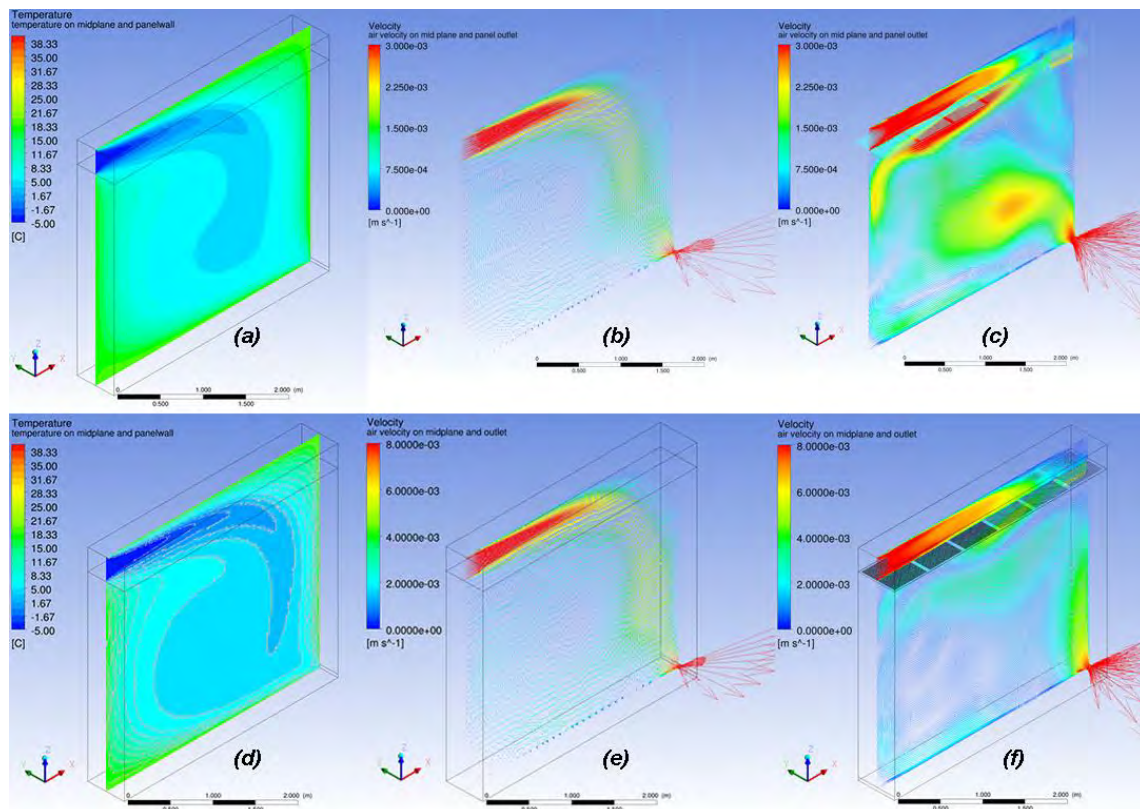 Temperature
temperature on midplane and panelwall
38.33
35.00
31.67
28.33
25.00
21.67
18.33
15.00
11.67
8.33
5.00
1.67
-1.67
-5.00
[C]
Z
Y
X
(a)
0.
1.000
2.000 (m)
0.500
1.500
Velocity
air velocity on mid plane and panel outlet
3.000e-03
2.250e-03
1.500e-03
7.500e-04
0.000e+00
[m s^-1]
Z
Y
X
(b)
0.
1.000
2.000 (m)
0.500
1.500
Velocity
air velocity on mid plane and panel outlet
3.000e-03
2.250e-03
1.500e-03
7.500e-04
0.000e+00
[m s^-1]
Z
Y
X
(c)
0.
1.000
2.000 (m)
0.500
1.500
Temperature
temperature on midplane and panelwall
38.33
35.00
31.67
28.33
25.00
21.67
18.33
15.00
11.67
8.33
5.00
1.67
-1.67
-5.00
[C]
Z
Y
X
(d)
0.
1.000
2.000 (m)
Velocity
air velocity on midplane and outlet
8.0000e-03
6.0000e-03
4.0000e-03
2.0000e-03
0.0000e+00
[m s^-1]
Z
Y
X
(e)
0.
1.000
2.000 (m)
Velocity
air velocity on midplane and outlet
8.0000e-03
6.0000e-03
4.0000e-03
2.0000e-03
0.0000e+00
[m s^-1]
Z
Y
X
(f)
0.
1.000
2.000 (m)